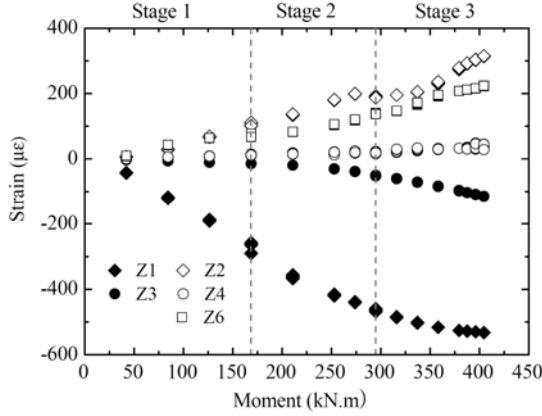 Stage 1 Stage 2 Stage 3
400
200
0
-200
-400
-600
Strain (με)
Z1 Z2
Z3 Z4
Z6
0 50 100 150 200 250 300 350 400 450
Moment (kN.m)